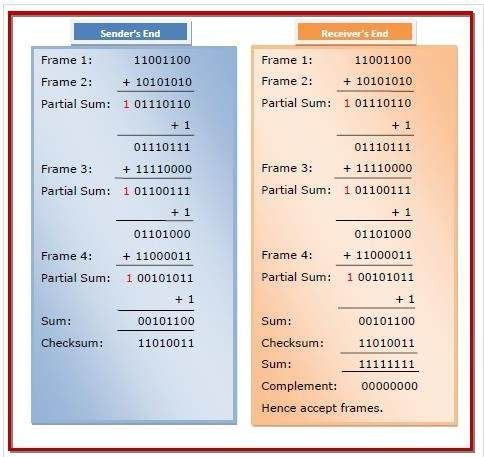 Sender's End
Frame 1: 11001100
Frame 2: + 10101010
Partial Sum: 1 01110110
+ 1
01110111
Frame 3: + 11110000
Partial Sum: 1 01100111
+ 1
01101000
Frame 4: + 11000011
Partial Sum: 1 00101011
+ 1
Sum: 00101100
Checksum: 11010011
Receiver's End
Frame 1: 11001100
Frame 2: + 10101010
Partial Sum: 1 01110110
+ 1
01110111
Frame 3: + 11110000
Partial Sum: 1 01100111
+ 1
01101000
Frame 4: + 11000011
Partial Sum: 1 00101011
+ 1
Sum: 00101100
Checksum: 11010011
Sum: 11111111
Complement: 00000000
Hence accept frames.